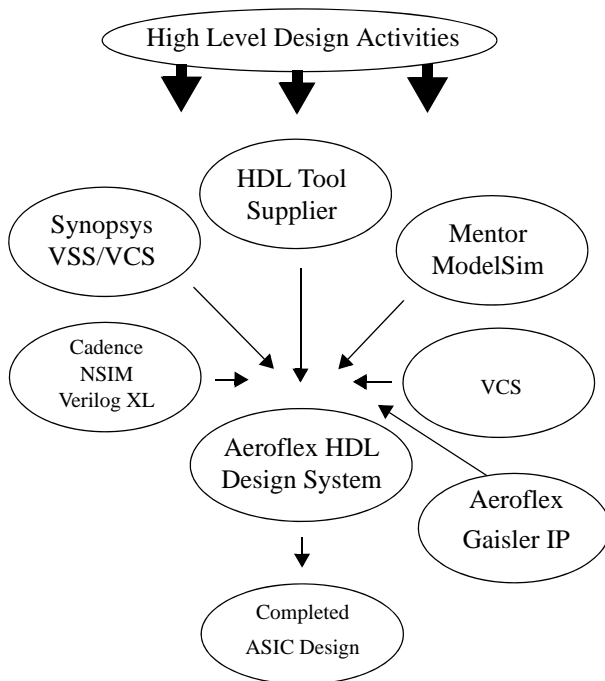 High Level Design Activities
HDL Tool
Supplier
Synopsys
VSS/VCS
Mentor
ModelSim
Cadence
NSIM
Verilog XL
VCS
Aeroflex HDL
Design System
Aeroflex
Gaisler IP
Completed
ASIC Design